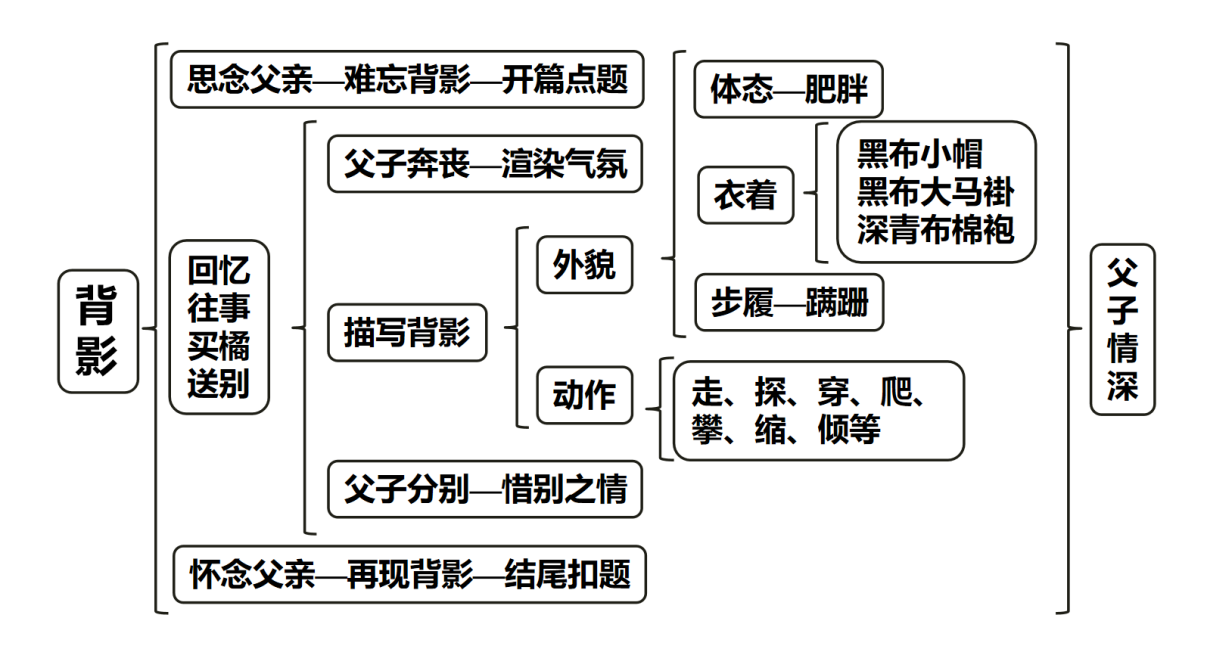 背
影
思念父亲—难忘背影—开篇点题
回忆
往事
买橘
送别
父子奔丧—渲染气氛
描写背影
外貌
体态—肥胖
衣着
黑布小帽
黑布大马褂
深青布棉袍
步履—蹒跚
动作
走、探、穿、爬、
攀、缩、倾等
父子分别—惜别之情
怀念父亲—再现背影—结尾扣题
父
子
情
深